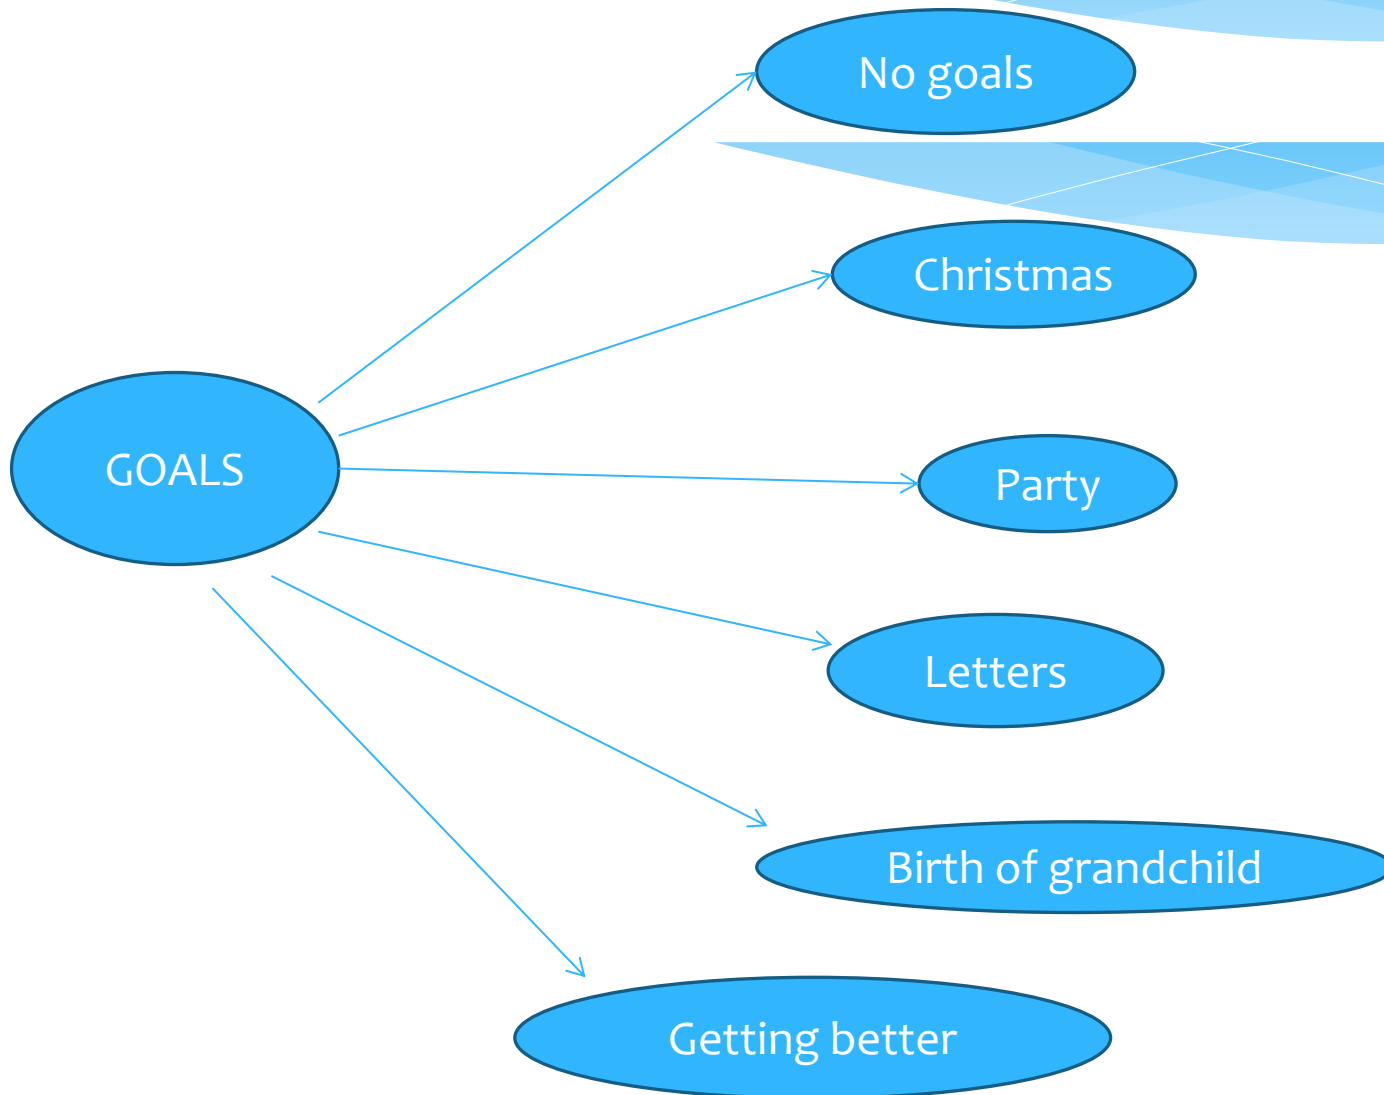 No goals
Christmas
GOALS
Party
Letters
Birth of grandchild
Getting better